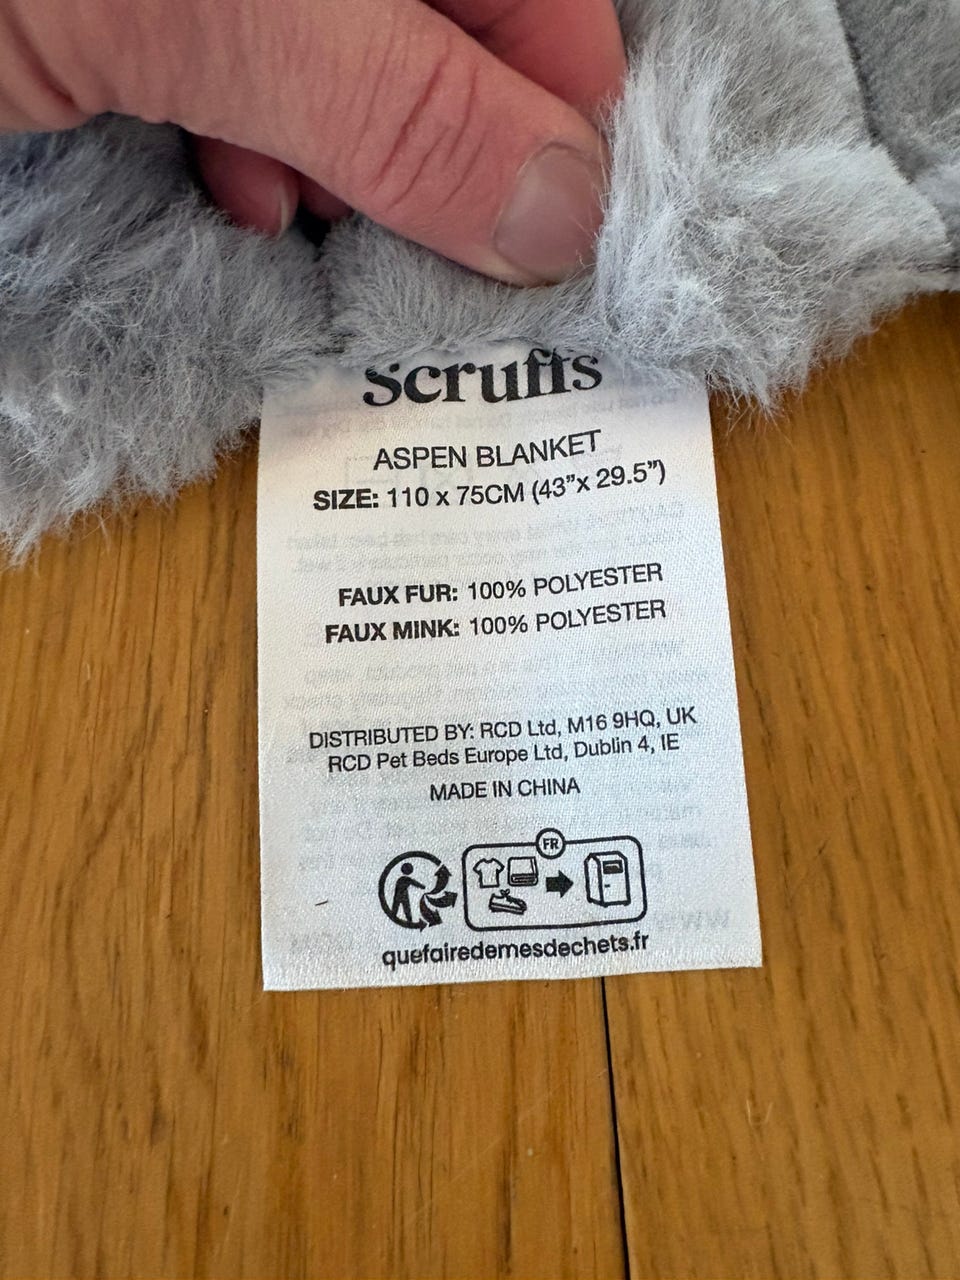 Scruffs
ASPEN BLANKET
SIZE: 110 x 75CM (43”x 29.5”)
FAUX FUR: 100% POLYESTER
FAUX MINK: 100% POLYESTER
DISTRIBUTED BY: RCD Ltd, M16 9HQ, UK
RCD Pet Beds Europe Ltd, Dublin 4, IE
MADE IN CHINA
FR
quefairedemesdechets.fr